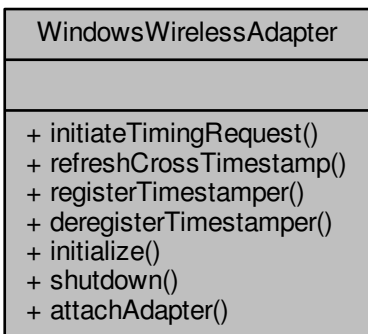 WindowsWirelessAdapter
+ initiateTimingRequest()
+ refreshCrossTimestamp()
+ registerTimestamper()
+ deregisterTimestamper()
+ initialize()
+ shutdown()
+ attachAdapter()